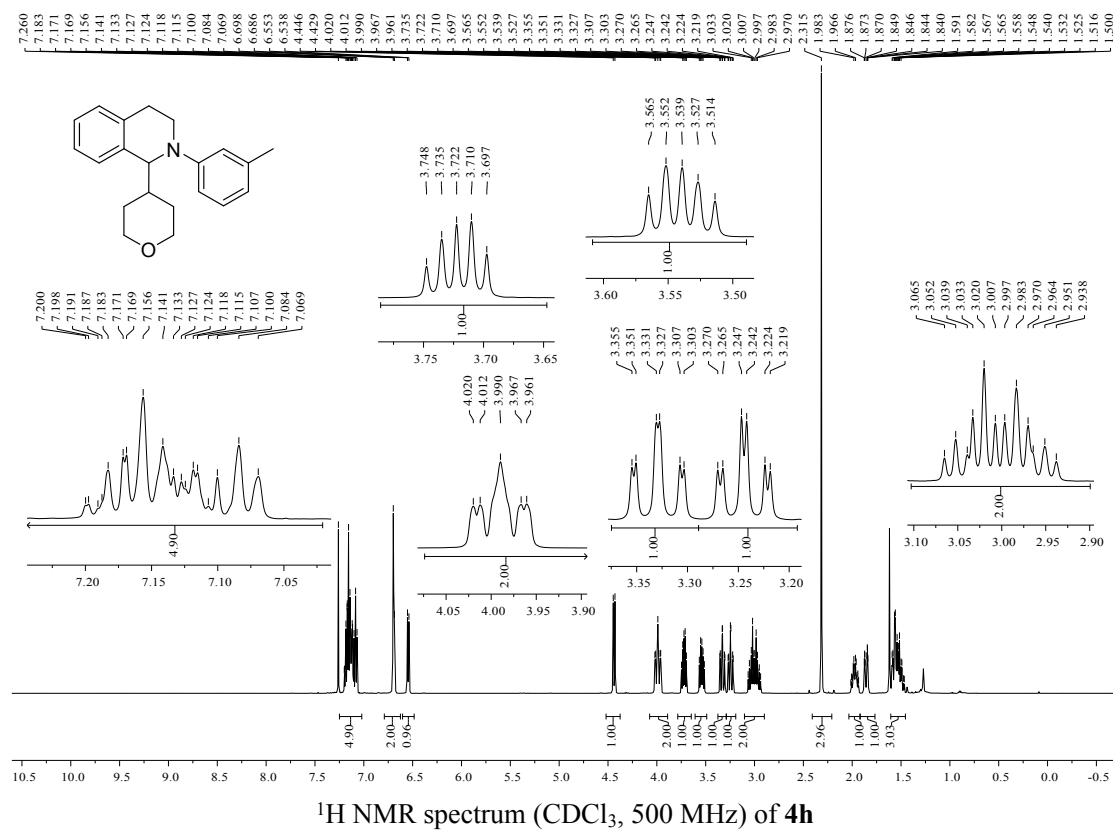 7.260 7.183 7.171 7.169 7.156 7.141 7.133 7.127 7.124 7.118 7.115 7.100 7.084 7.069 6.698 6.686 6.553 6.538 4.446 4.429 4.020 4.012 3.990 3.967 3.961 3.735 3.722 3.710 3.697 3.565 3.552 3.539 3.527 3.355 3.351 3.331 3.327 3.307 3.303 3.270 3.265 3.247 3.242 3.224 3.219 3.033 3.020 3.007 2.997 2.983 2.970 2.315 1.983 1.966 1.876 1.873 1.870 1.849 1.846 1.844 1.840 1.591 1.582 1.567 1.565 1.558 1.548 1.540 1.532 1.525 1.516 1.500
N
O
3.748 3.735 3.722 3.710 3.697
1.00
3.75 3.70 3.65
3.565 3.552 3.539 3.527 3.514
1.00
3.60 3.55 3.50
7.200 7.198 7.191 7.187 7.183 7.171 7.169 7.156 7.141 7.133 7.127 7.124 7.118 7.115 7.107 7.100 7.084 7.069
4.90
7.20 7.15 7.10 7.05
4.020 4.012 3.990 3.967 3.961
2.00
4.05 4.00 3.95 3.90
3.355 3.351 3.331 3.327 3.307 3.303 3.270 3.265 3.247 3.242 3.224 3.219
1.00 1.00
3.35 3.30 3.25 3.20
3.065 3.052 3.039 3.033 3.020 3.007 2.997 2.983 2.970 2.964 2.951 2.938
2.00
3.10 3.05 3.00 2.95 2.90
4.90 2.00 0.96 1.00 2.00 1.00 1.00 1.00 1.00 2.00 2.96 1.00 1.00 3.03
10.5 10.0 9.5 9.0 8.5 8.0 7.5 7.0 6.5 6.0 5.5 5.0 4.5 4.0 3.5 3.0 2.5 2.0 1.5 1.0 0.5 0.0 -0.5
¹H NMR spectrum (CDCl₃, 500 MHz) of 4h